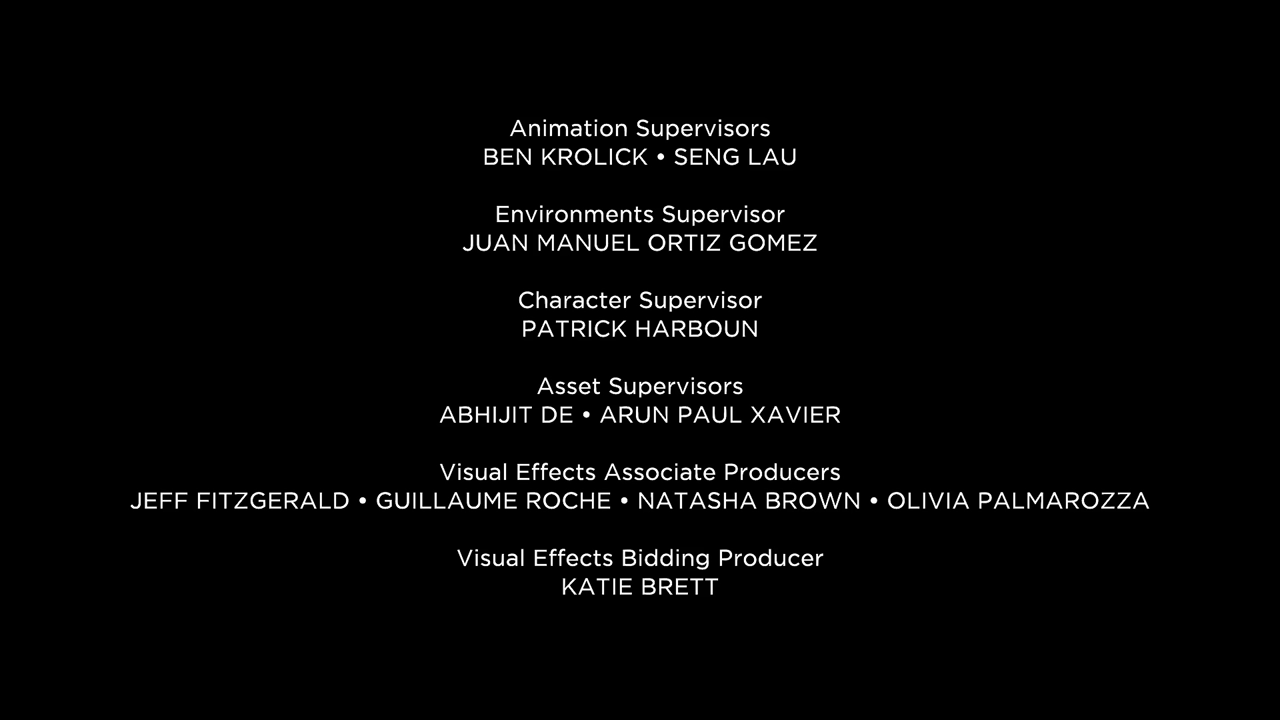 Animation Supervisors
BEN KROLICK • SENG LAU
Environments Supervisor
JUAN MANUEL ORTIZ GOMEZ
Character Supervisor
PATRICK HARBOUN
Asset Supervisors
ABHIJIT DE • ARUN PAUL XAVIER
Visual Effects Associate Producers
JEFF FITZGERALD • GUILLAUME ROCHE • NATASHA BROWN • OLIVIA PALMAROZZA
Visual Effects Bidding Producer
KATIE BRETT